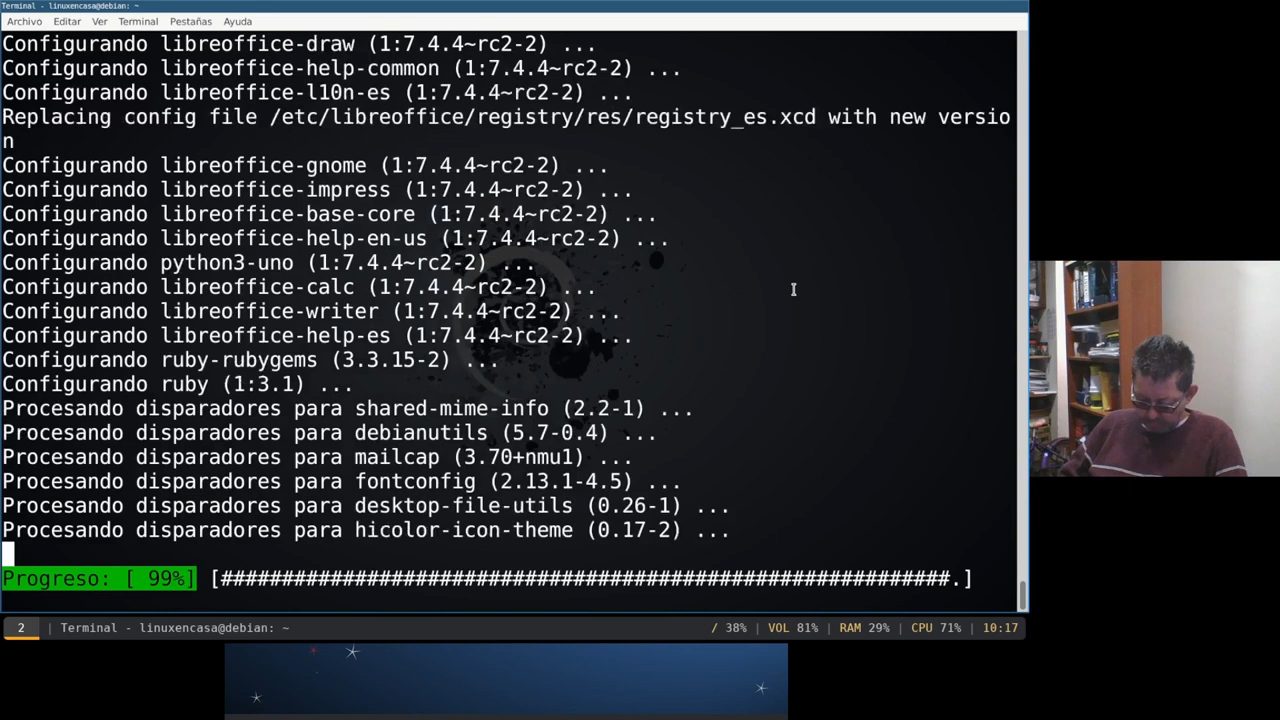 Terminal - linuxencasa@debian: ~
Archivo Editar Ver Terminal Pestañas Ayuda
Configurando libreoffice-draw (1:7.4.4~rc2-2) ...
Configurando libreoffice-help-common (1:7.4.4~rc2-2) ...
Configurando libreoffice-l10n-es (1:7.4.4~rc2-2) ...
Replacing config file /etc/libreoffice/registry/res/registry_es.xcd with new versio
n
Configurando libreoffice-gnome (1:7.4.4~rc2-2) ...
Configurando libreoffice-impress (1:7.4.4~rc2-2) ...
Configurando libreoffice-base-core (1:7.4.4~rc2-2) ...
Configurando libreoffice-help-en-us (1:7.4.4~rc2-2) ...
Configurando python3-uno (1:7.4.4~rc2-2) ...
Configurando libreoffice-calc (1:7.4.4~rc2-2) ...
Configurando libreoffice-writer (1:7.4.4~rc2-2) ...
Configurando libreoffice-help-es (1:7.4.4~rc2-2) ...
Configurando ruby-rubygems (3.3.15-2) ...
Configurando ruby (1:3.1) ...
Procesando disparadores para shared-mime-info (2.2-1) ...
Procesando disparadores para debianutils (5.7-0.4) ...
Procesando disparadores para mailcap (3.70+nmu1) ...
Procesando disparadores para fontconfig (2.13.1-4.5) ...
Procesando disparadores para desktop-file-utils (0.26-1) ...
Procesando disparadores para hicolor-icon-theme (0.17-2) ...
Progreso: [ 99%] [############################################################.]
2 | Terminal - linuxencasa@debian: ~ / 38% | VOL 81% | RAM 29% | CPU 71% | 10:17